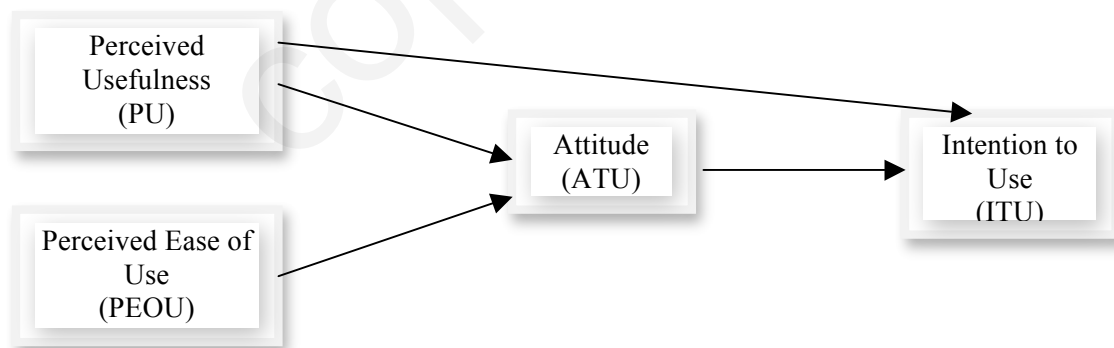 Perceived
Usefulness
(PU)
Attitude
(ATU)
Intention to
Use
(ITU)
Perceived Ease of
Use
(PEOU)